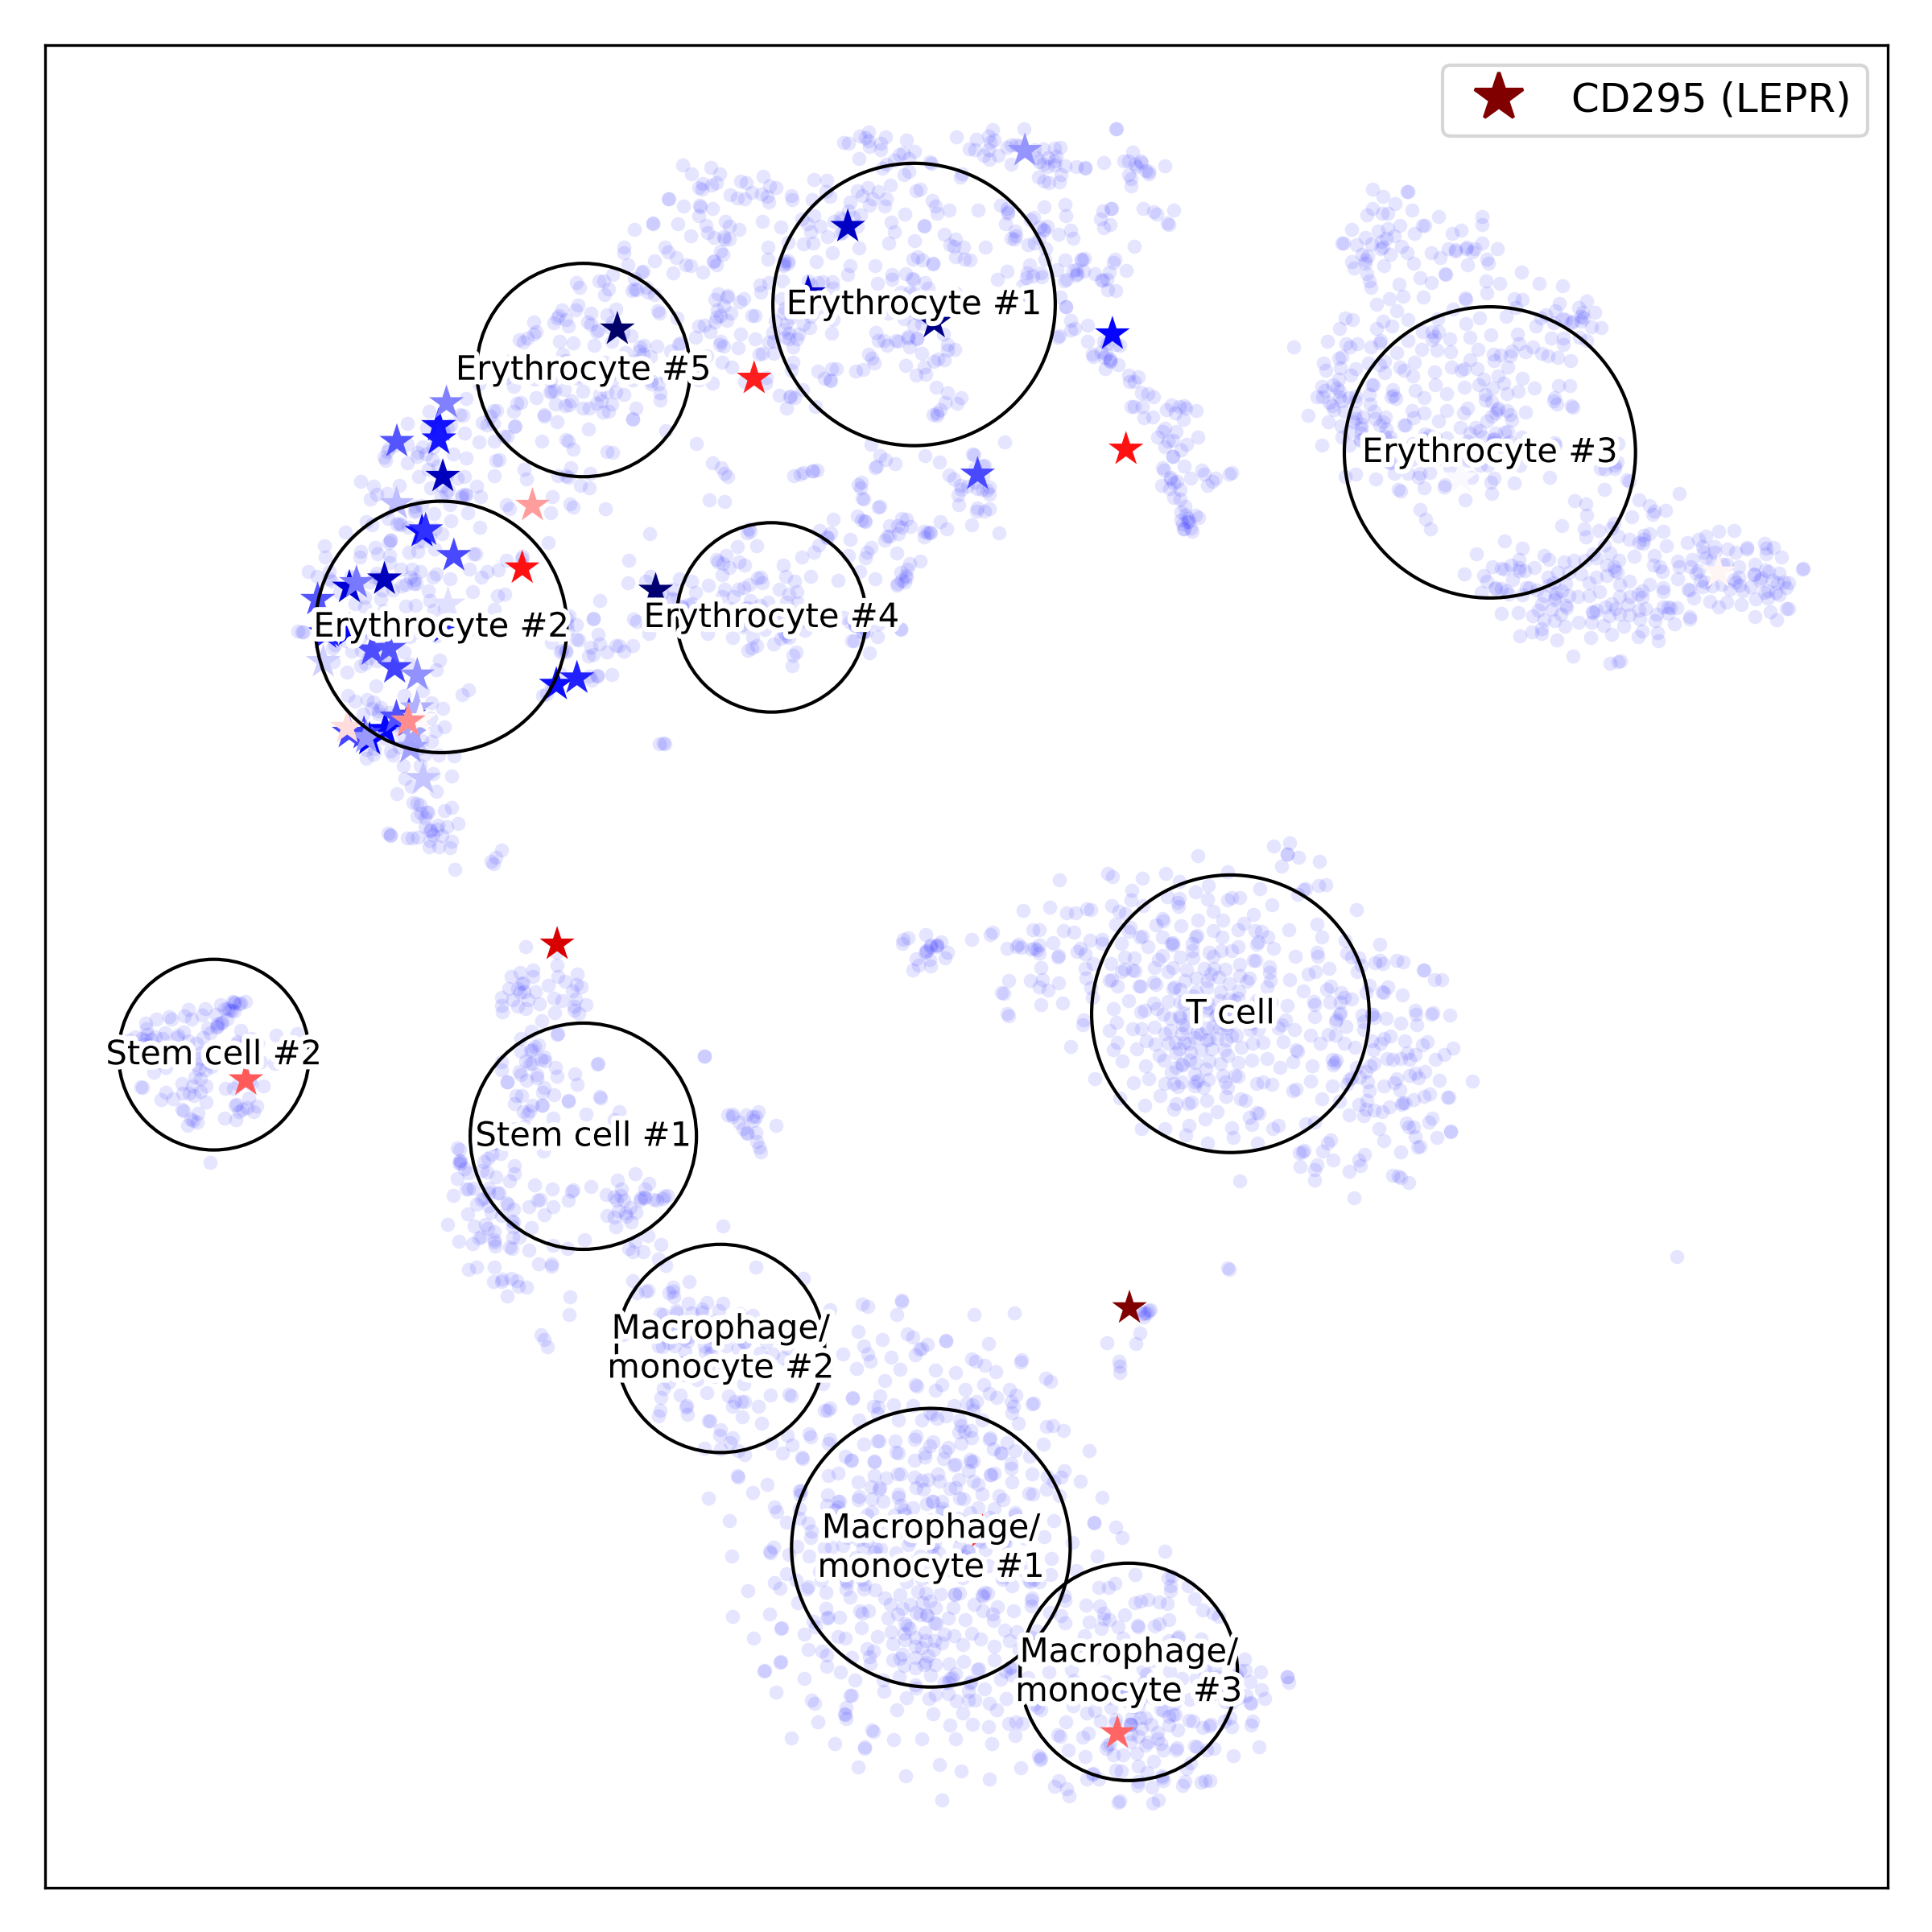 CD295 (LEPR)
Erythrocyte #1
Erythrocyte #5
Erythrocyte #3
Erythrocyte #4
Erythrocyte #2
T cell
Stem cell #2
Stem cell #1
Macrophage/
monocyte #2
Macrophage/
monocyte #1
Macrophage/
monocyte #3